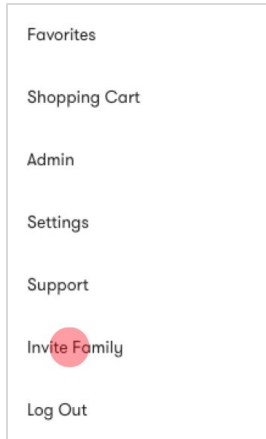 Favorites
Shopping Cart
Admin
Settings
Support
Invite Family
Log Out